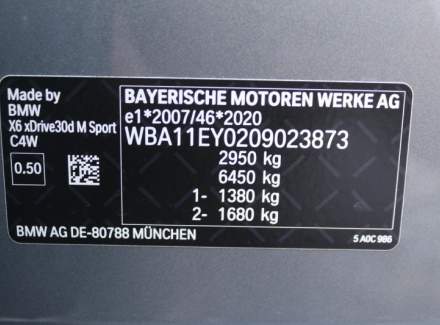 Made by
BMW
X6 xDrive30d M Sport
C4W
0.50
BAYERISCHE MOTOREN WERKE AG
e1*2007/46*2020
WBA11EY0209023873
2950 kg
6450 kg
1- 1380 kg
2- 1680 kg
BMW AG DE-80788 MÜNCHEN
5 A0C 986